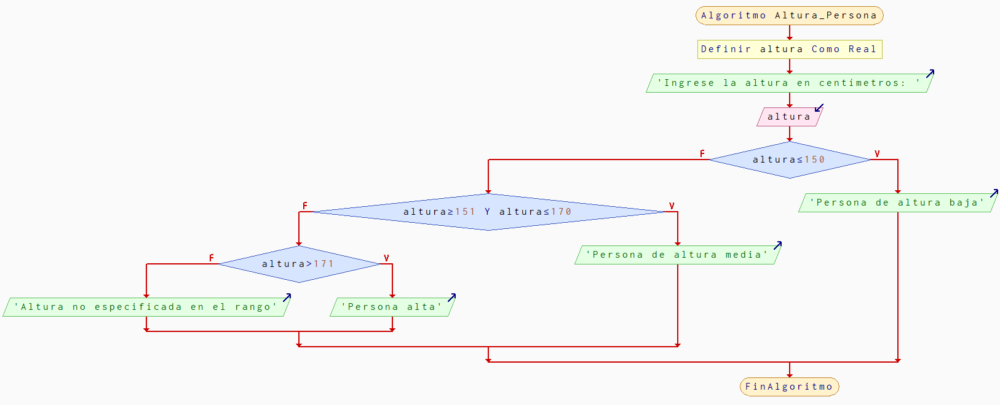 Algoritmo Altura_Persona
Definir altura Como Real
'Ingrese la altura en centímetros: '
altura
F
V
altura≤150
F
V
altura≥151 Y altura≤170
'Persona de altura baja'
F
V
altura>171
'Persona de altura media'
'Altura no especificada en el rango'
'Persona alta'
FinAlgoritmo